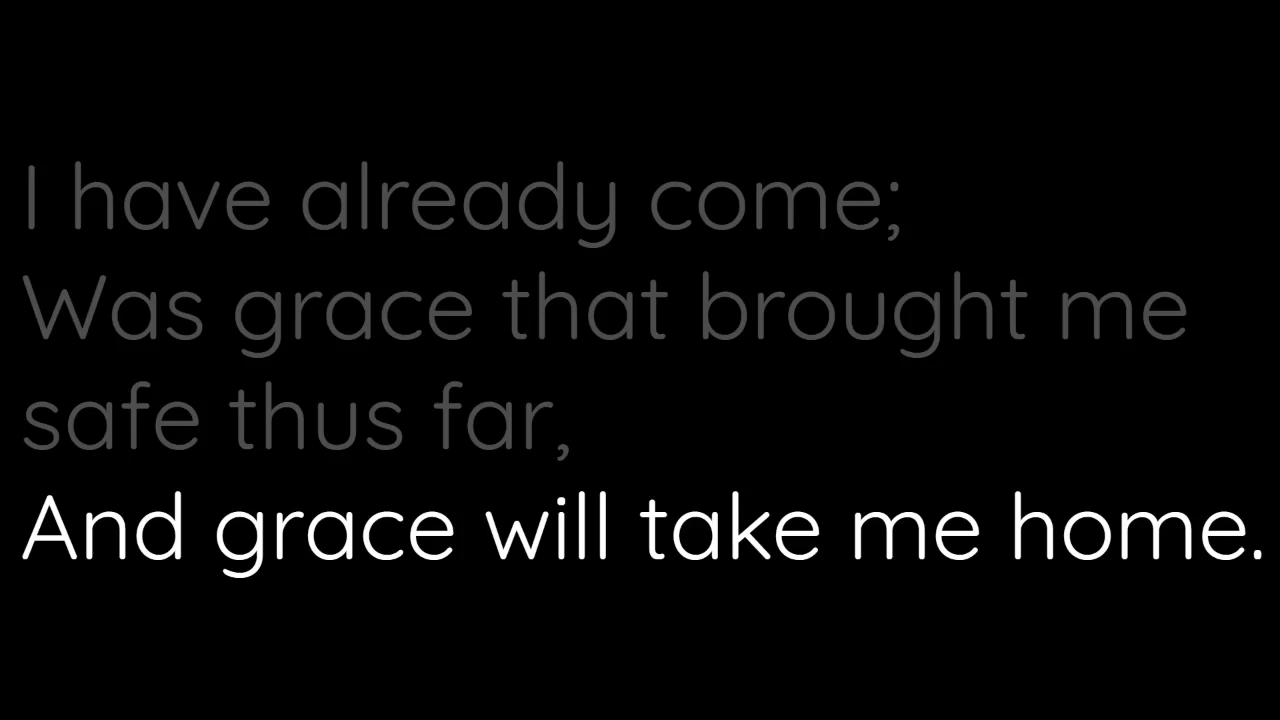 I have already come;
Was grace that brought me
safe thus far,
And grace will take me home.